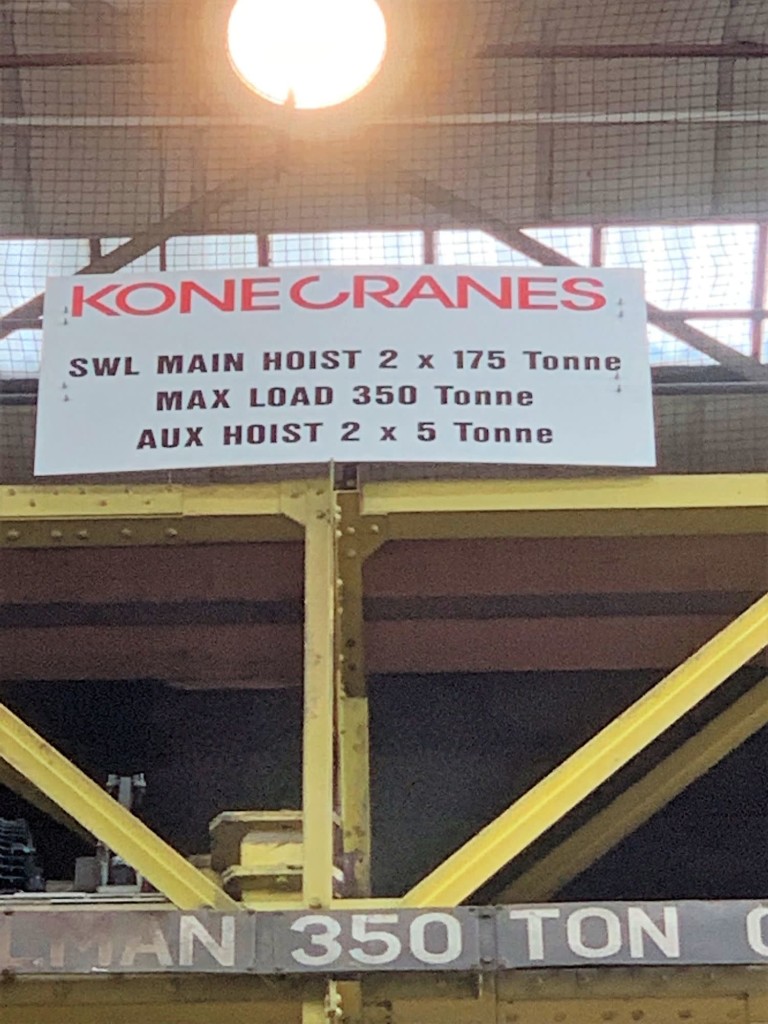 KONECRANES
SWL MAIN HOIST 2 x 175 Tonne
MAX LOAD 350 Tonne
AUX HOIST 2 x 5 Tonne
350 TON